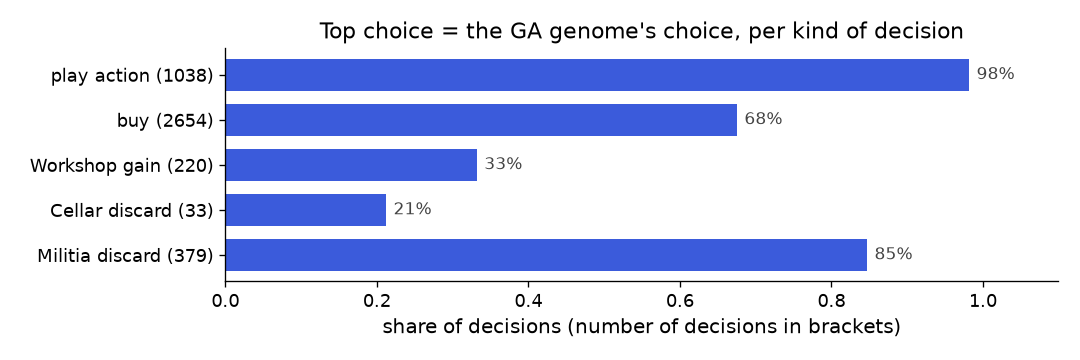 Top choice = the GA genome's choice, per kind of decision
play action (1038)
98%
buy (2654)
68%
Workshop gain (220)
33%
Cellar discard (33)
21%
Militia discard (379)
85%
0.0 0.2 0.4 0.6 0.8 1.0
share of decisions (number of decisions in brackets)